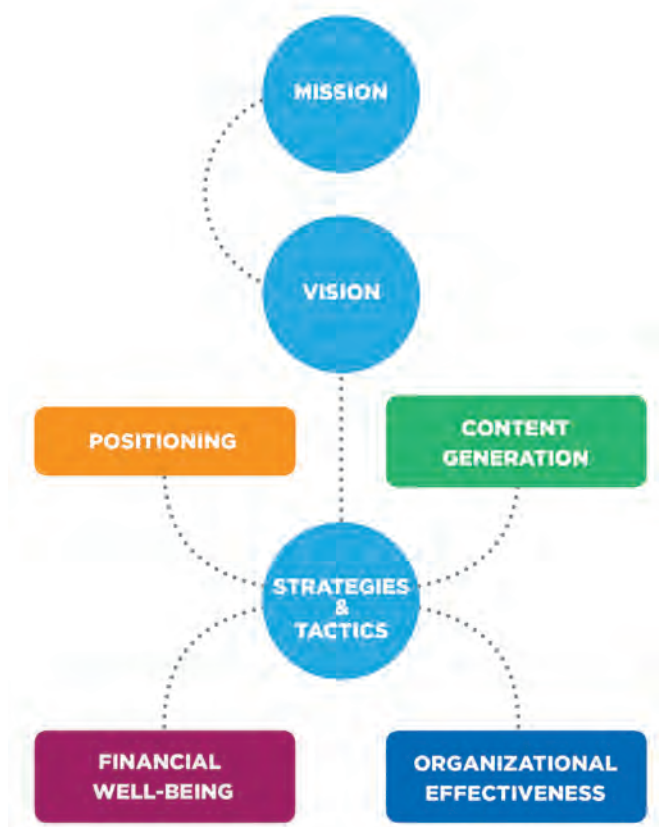 MISSION
VISION
POSITIONING
CONTENT
GENERATION
STRATEGIES
&
TACTICS
FINANCIAL
WELL-BEING
ORGANIZATIONAL
EFFECTIVENESS